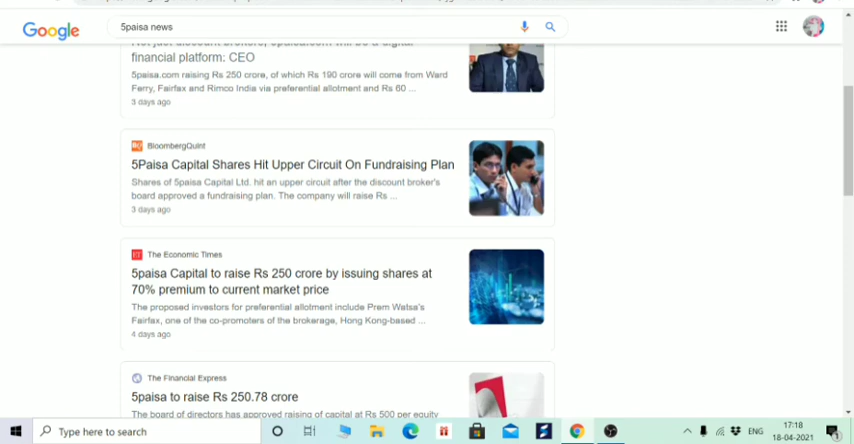 Google
5paisa news
financial platform: CEO
5paisa.com raising Rs 250 crore, of which Rs 190 crore will come from Ward
Ferry, Fairfax and Rimco India via preferential allotment and Rs 60 ...
3 days ago
BQ BloombergQuint
5Paisa Capital Shares Hit Upper Circuit On Fundraising Plan
Shares of 5paisa Capital Ltd. hit an upper circuit after the discount broker's
board approved a fundraising plan. The company will raise Rs ...
3 days ago
ET The Economic Times
5paisa Capital to raise Rs 250 crore by issuing shares at
70% premium to current market price
The proposed investors for preferential allotment include Prem Watsa's
Fairfax, one of the co-promoters of the brokerage, Hong Kong-based ...
4 days ago
The Financial Express
5paisa to raise Rs 250.78 crore
The board of directors has approved raising of capital at Rs 500 per equity
Type here to search
ENG
17:18
18-04-2021